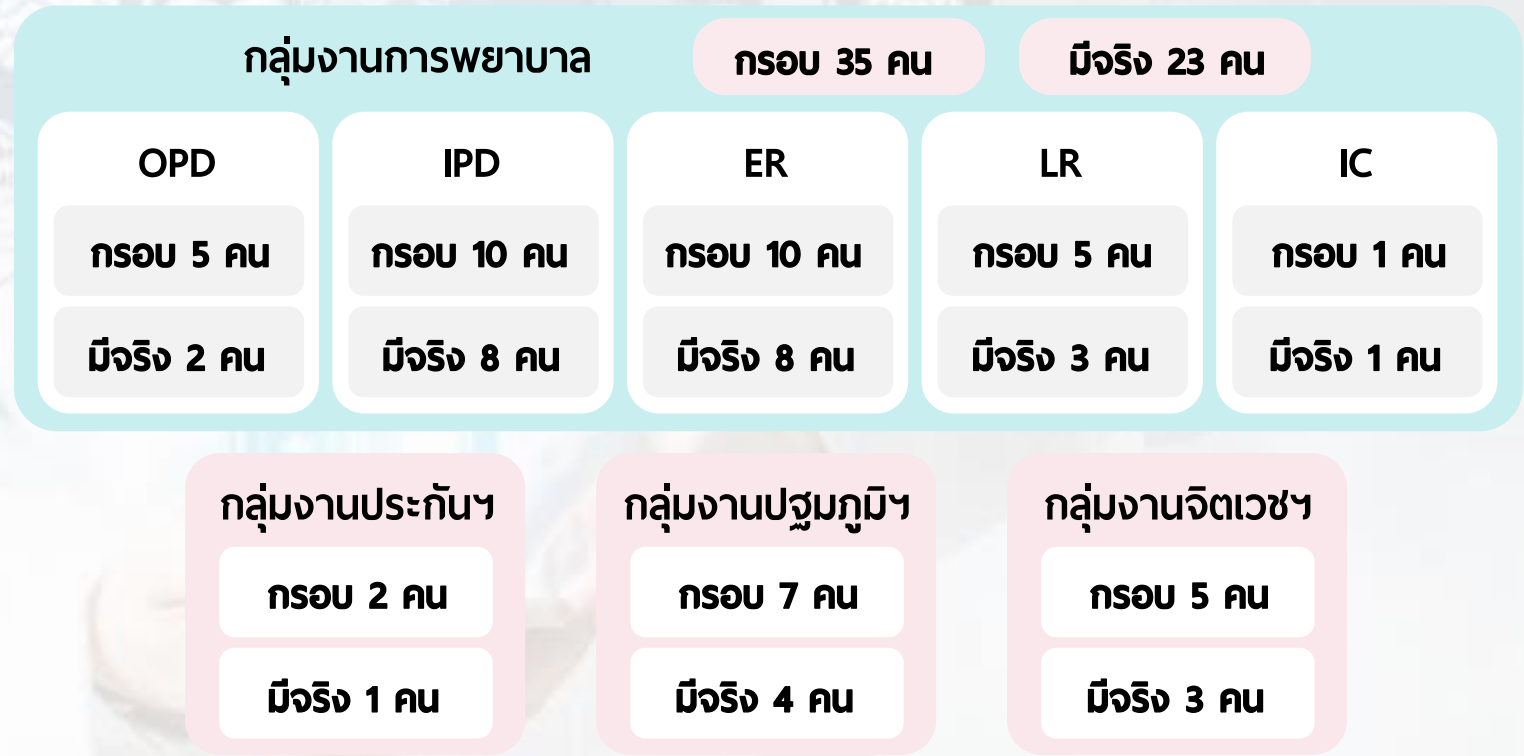 กลุ่มงานการพยาบาล กรอบ 35 คน มีจริง 23 คน
OPD IPD ER LR IC
กรอบ 5 คน กรอบ 10 คน กรอบ 10 คน กรอบ 5 คน กรอบ 1 คน
มีจริง 2 คน มีจริง 8 คน มีจริง 8 คน มีจริง 3 คน มีจริง 1 คน
กลุ่มงานประกันฯ กลุ่มงานปฐมภูมิฯ กลุ่มงานจิตเวชฯ
กรอบ 2 คน กรอบ 7 คน กรอบ 5 คน
มีจริง 1 คน มีจริง 4 คน มีจริง 3 คน